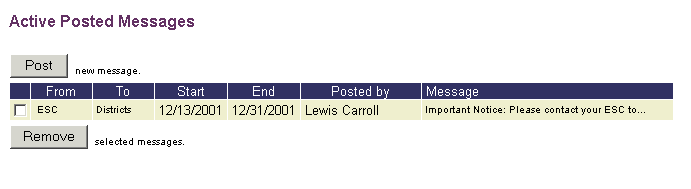 Active Posted Messages
Post new message.
From To Start End Posted by Message
ESC Districts 12/13/2001 12/31/2001 Lewis Carroll Important Notice: Please contact your ESC to...
Remove selected messages.